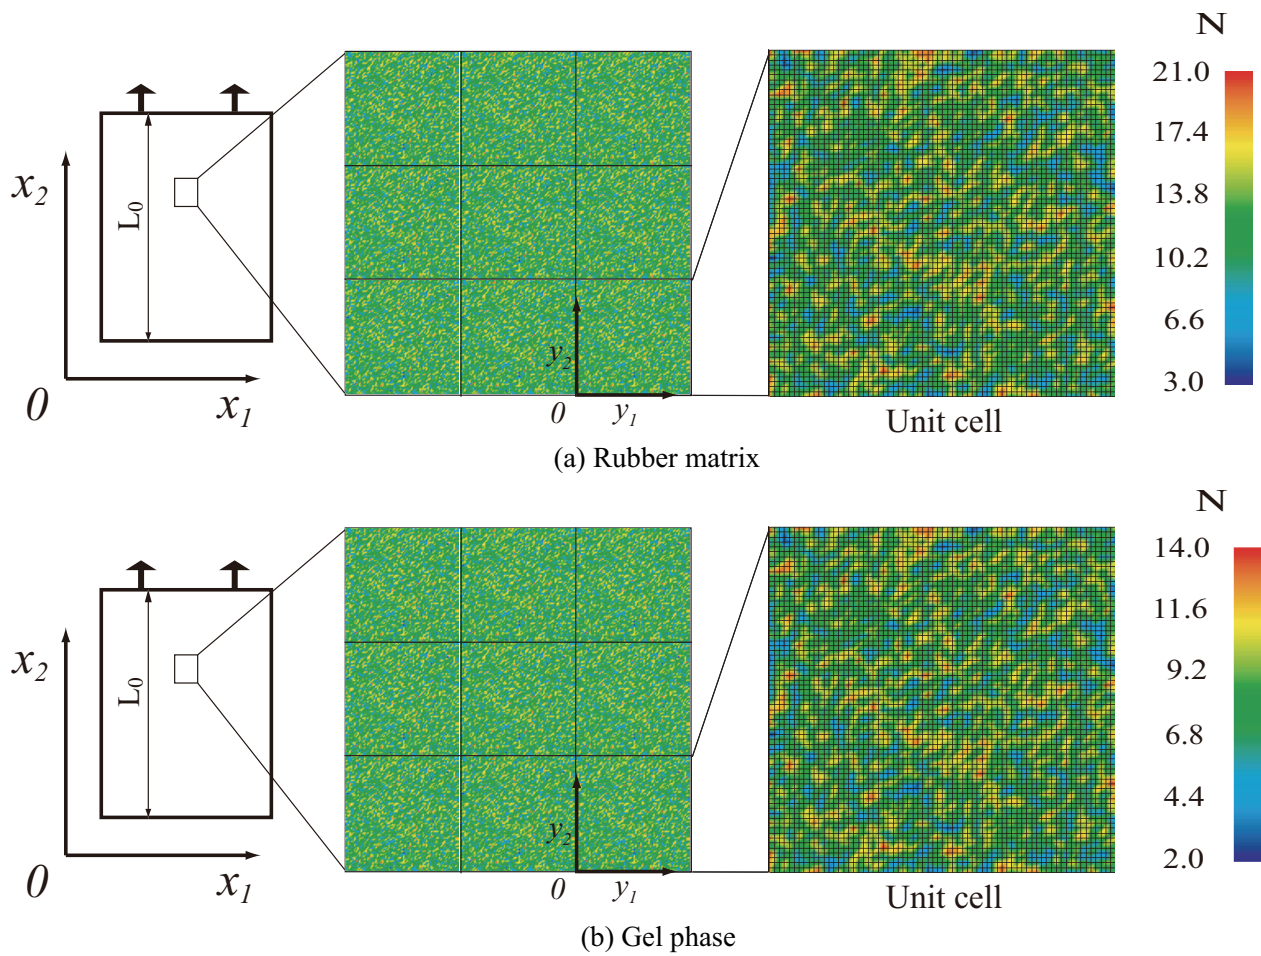 N
21.0
17.4
13.8
10.2
6.6
3.0
x2
L0
0
x1
y2
0
y1
Unit cell
(a) Rubber matrix
N
14.0
11.6
9.2
6.8
4.4
2.0
x2
L0
0
x1
y2
0
y1
Unit cell
(b) Gel phase